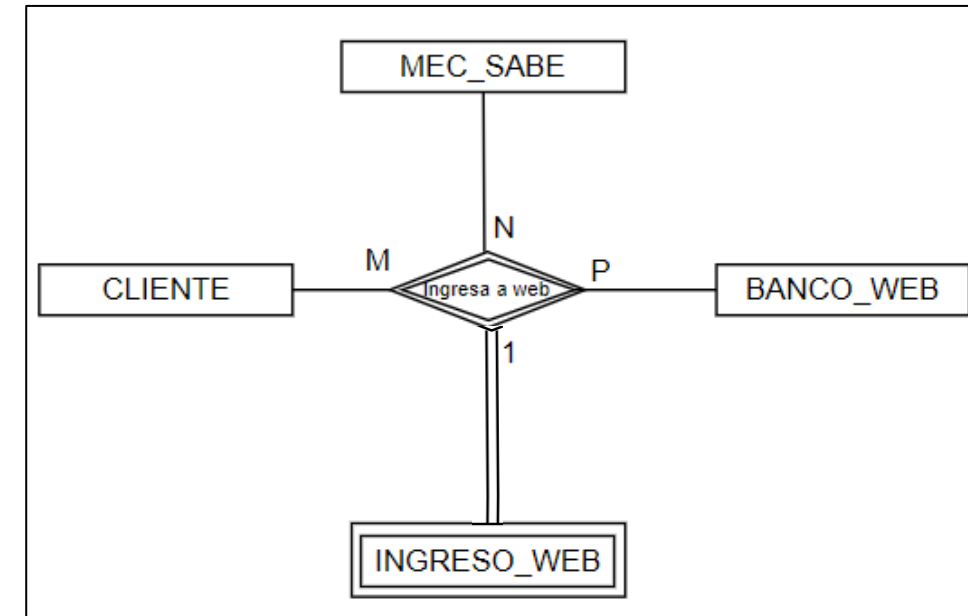 MEC_SABE
N
M
CLIENTE
Ingresa a web
P
BANCO_WEB
1
INGRESO_WEB